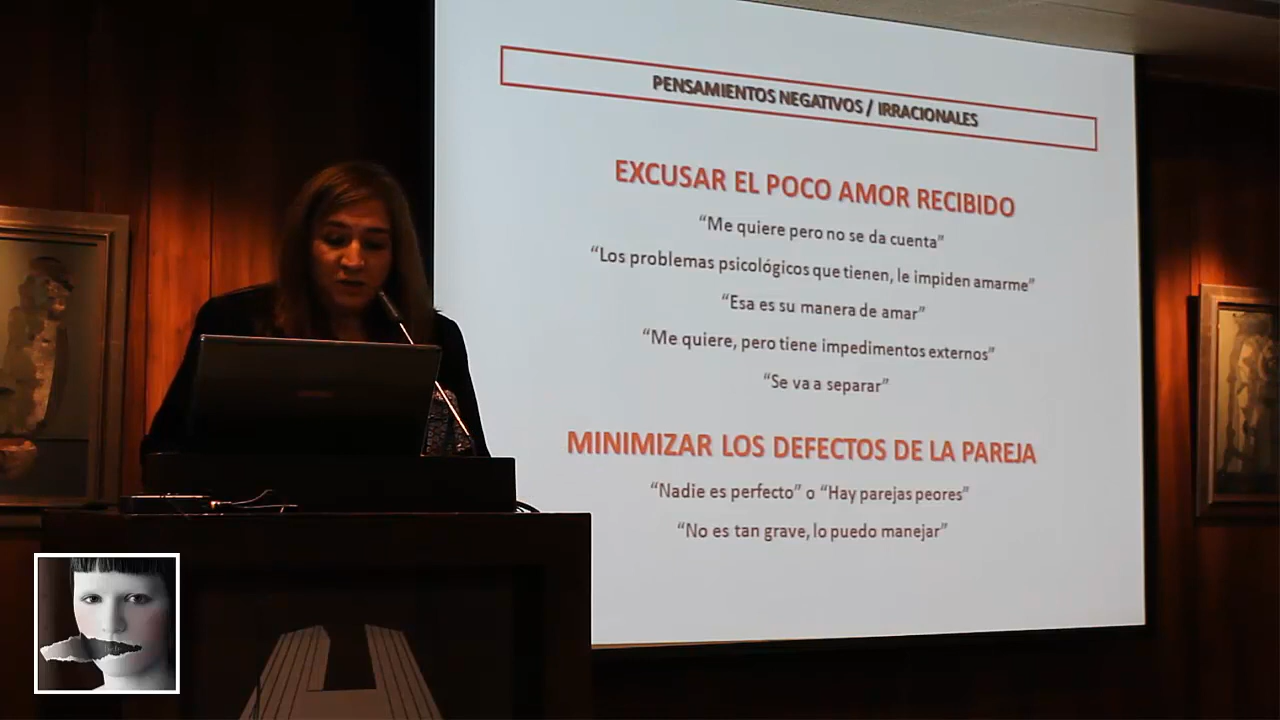 PENSAMIENTOS NEGATIVOS / IRRACIONALES
EXCUSAR EL POCO AMOR RECIBIDO
“Me quiere pero no se da cuenta”
“Los problemas psicológicos que tienen, le impiden amarme”
“Esa es su manera de amar”
“Me quiere, pero tiene impedimentos externos”
“Se va a separar”
MINIMIZAR LOS DEFECTOS DE LA PAREJA
“Nadie es perfecto” o “Hay parejas peores”
“No es tan grave, lo puedo manejar”